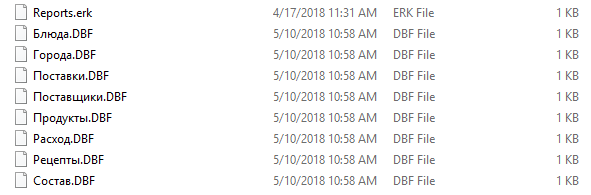 Reports.erk 4/17/2018 11:31 AM ERK File 1 KB
Блюда.DBF 5/10/2018 10:58 AM DBF File 1 KB
Города.DBF 5/10/2018 10:58 AM DBF File 1 KB
Поставки.DBF 5/10/2018 10:58 AM DBF File 1 KB
Поставщики.DBF 5/10/2018 10:58 AM DBF File 1 KB
Продукты.DBF 5/10/2018 10:58 AM DBF File 1 KB
Расход.DBF 5/10/2018 10:58 AM DBF File 1 KB
Рецепты.DBF 5/10/2018 10:58 AM DBF File 1 KB
Состав.DBF 5/10/2018 10:58 AM DBF File 1 KB